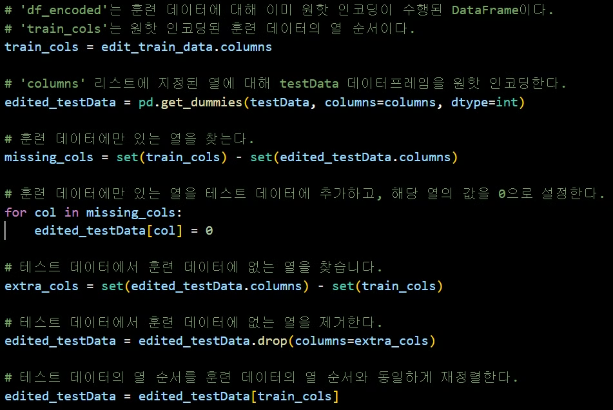 # 'df_encoded'는 훈련 데이터에 대해 이미 원핫 인코딩이 수행된 DataFrame이다.
# 'train_cols'는 원핫 인코딩된 훈련 데이터의 열 순서이다.
train_cols = edit_train_data.columns
# 'columns' 리스트에 지정된 열에 대해 testData 데이터프레임을 원핫 인코딩한다.
edited_testData = pd.get_dummies(testData, columns=columns, dtype=int)
# 훈련 데이터에만 있는 열을 찾는다.
missing_cols = set(train_cols) - set(edited_testData.columns)
# 훈련 데이터에만 있는 열을 테스트 데이터에 추가하고, 해당 열의 값을 0으로 설정한다.
for col in missing_cols:
    edited_testData[col] = 0
# 테스트 데이터에서 훈련 데이터에 없는 열을 찾습니다.
extra_cols = set(edited_testData.columns) - set(train_cols)
# 테스트 데이터에서 훈련 데이터에 없는 열을 제거한다.
edited_testData = edited_testData.drop(columns=extra_cols)
# 테스트 데이터의 열 순서를 훈련 데이터의 열 순서와 동일하게 재정렬한다.
edited_testData = edited_testData[train_cols]